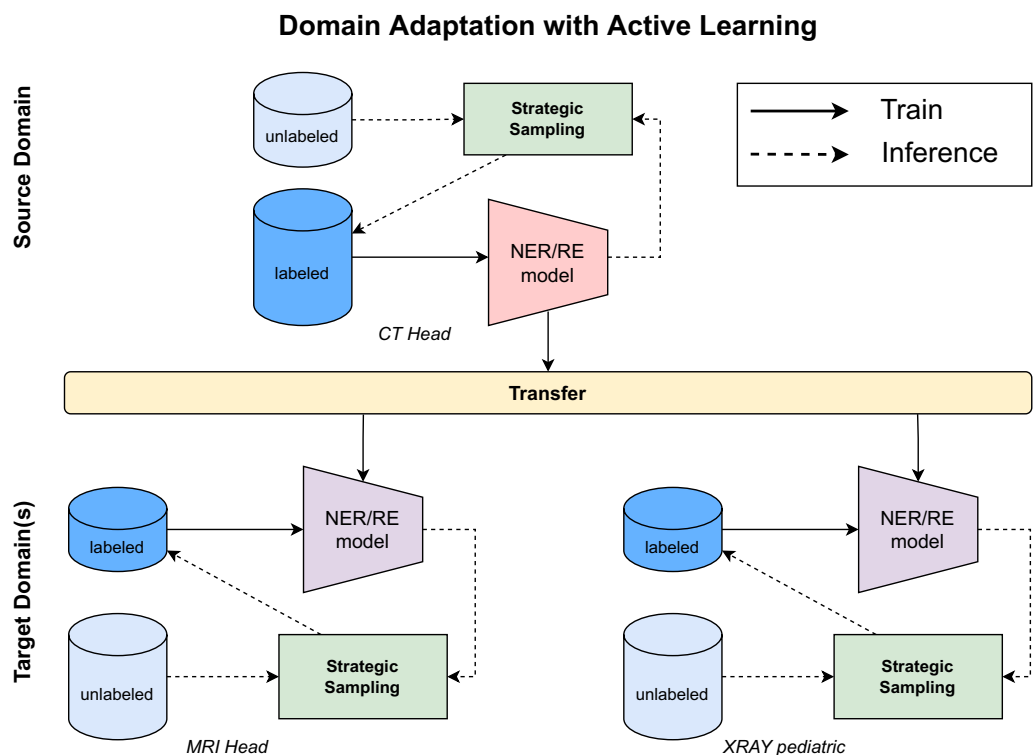 Domain Adaptation with Active Learning
Source Domain
unlabeled
Strategic
Sampling
Train
Inference
labeled
NER/RE
model
CT Head
Transfer
Target Domain(s)
labeled
NER/RE
model
unlabeled
Strategic
Sampling
MRI Head
labeled
NER/RE
model
unlabeled
Strategic
Sampling
XRAY pediatric